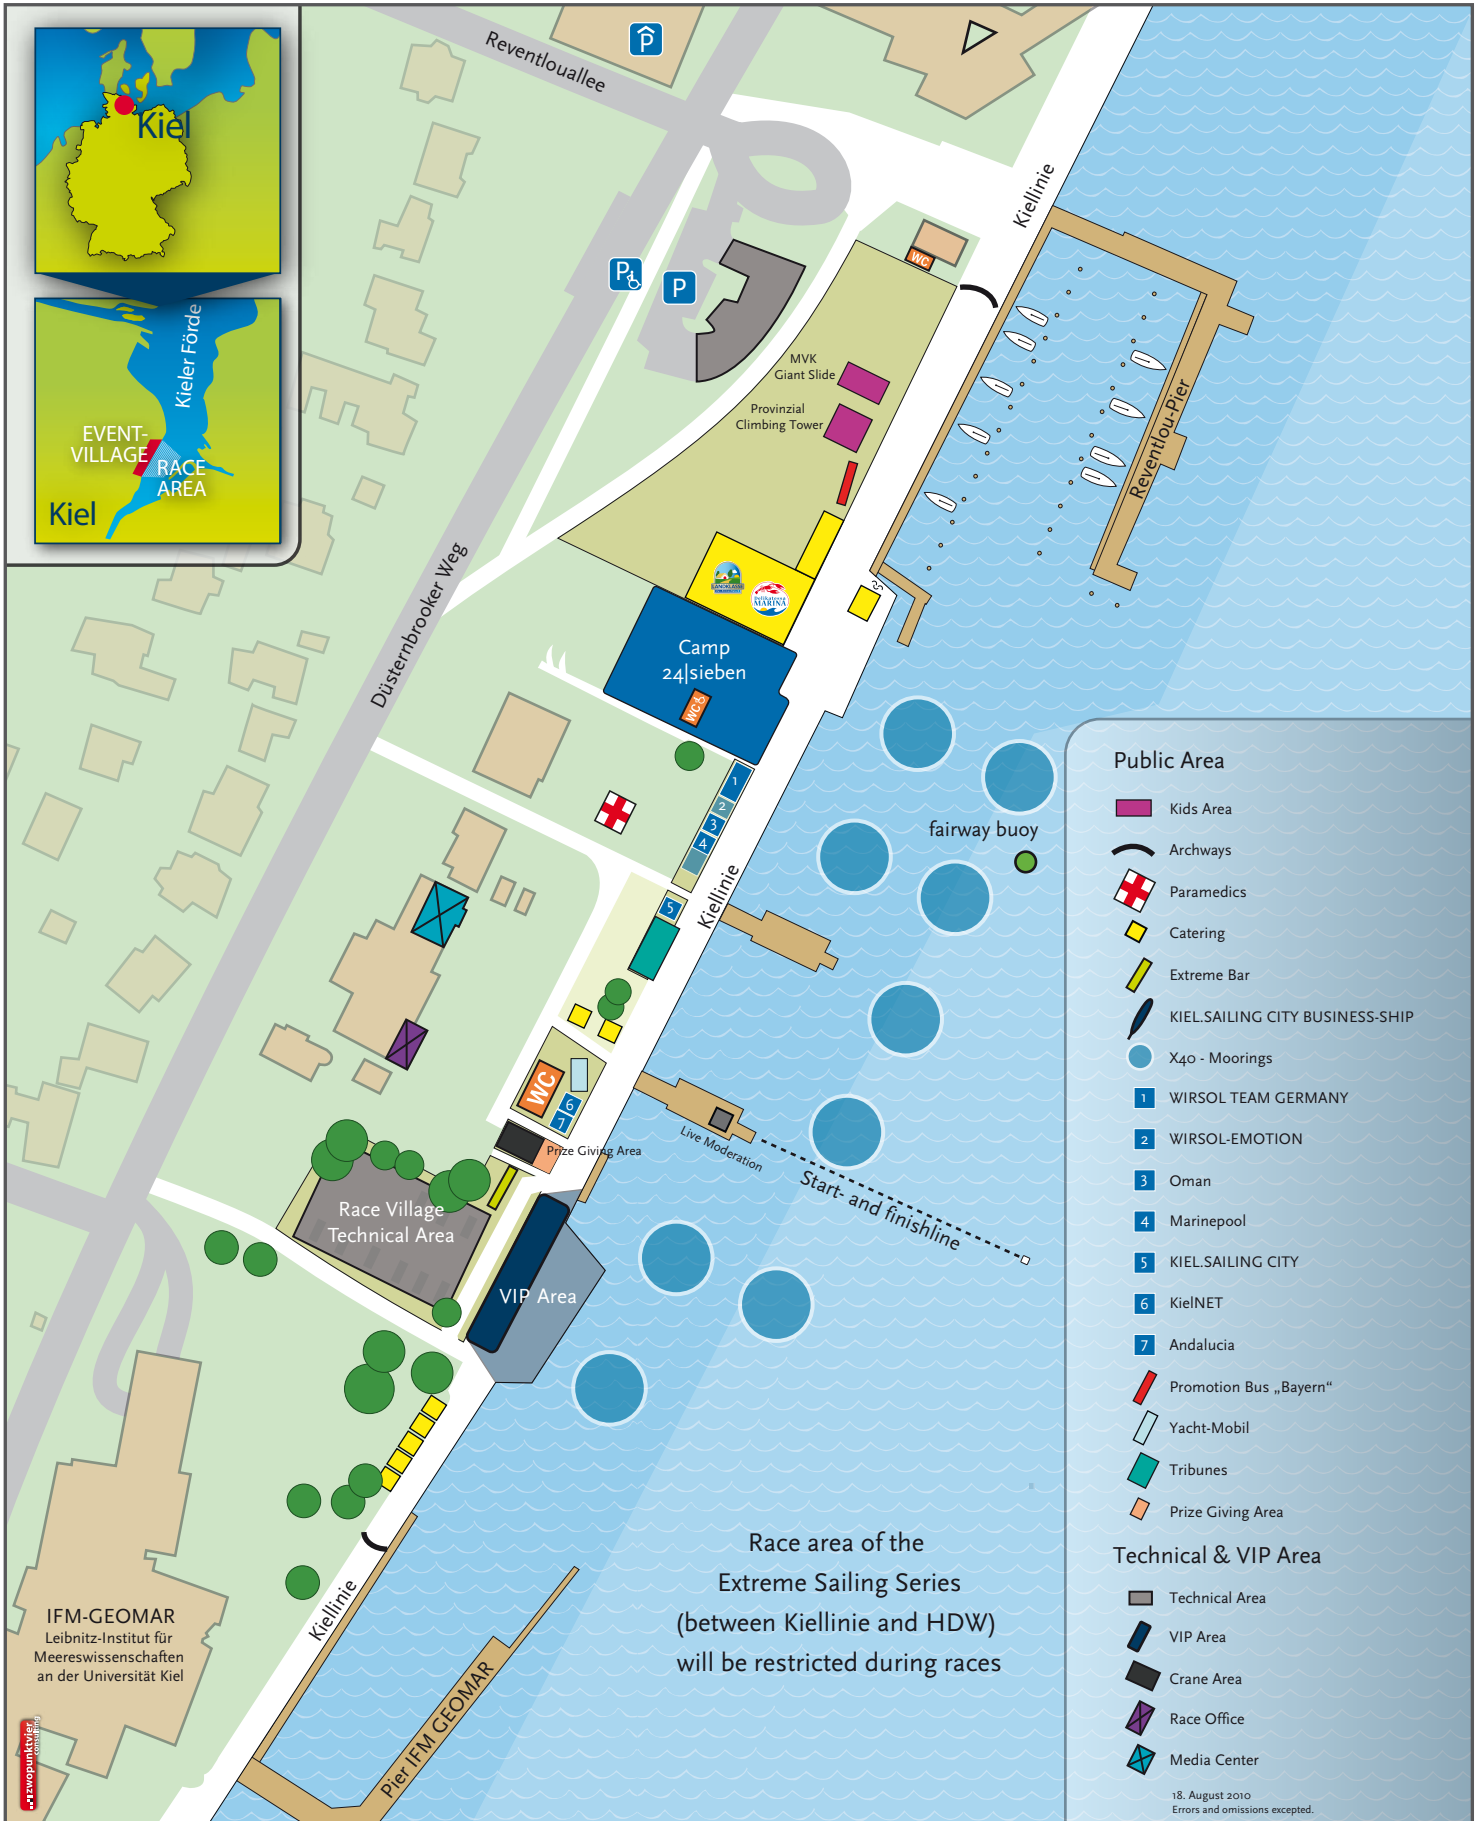 Kiel
Kieler Förde
EVENT-
VILLAGE
RACE
AREA
Kiel
Reventlouallee
P
Kiellinie
WC
P
P
MVK
Giant Slide
Provinzial
Climbing Tower
Reventlou-Pier
Düsternbrooker Weg
LANDKLASSE
Delikatessa
MARINA
Camp
24|sieben
WC
1
2
3
4
5
Kiellinie
fairway buoy
WC
6
7
Prize Giving Area
Live Moderation
Start- and finishline
Race Village
Technical Area
VIP Area
Kiellinie
IFM-GEOMAR
Leibnitz-Institut für
Meereswissenschaften
an der Universität Kiel
Pier IFM GEOMAR
zwopunktvier
consulting
Race area of the
Extreme Sailing Series
(between Kiellinie and HDW)
will be restricted during races
Public Area
Kids Area
Archways
Paramedics
Catering
Extreme Bar
KIEL.SAILING CITY BUSINESS-SHIP
X40 - Moorings
1 WIRSOL TEAM GERMANY
2 WIRSOL-EMOTION
3 Oman
4 Marinepool
5 KIEL.SAILING CITY
6 KielNET
7 Andalucia
Promotion Bus „Bayern“
Yacht-Mobil
Tribunes
Prize Giving Area
Technical & VIP Area
Technical Area
VIP Area
Crane Area
Race Office
Media Center
18. August 2010
Errors and omissions excepted.